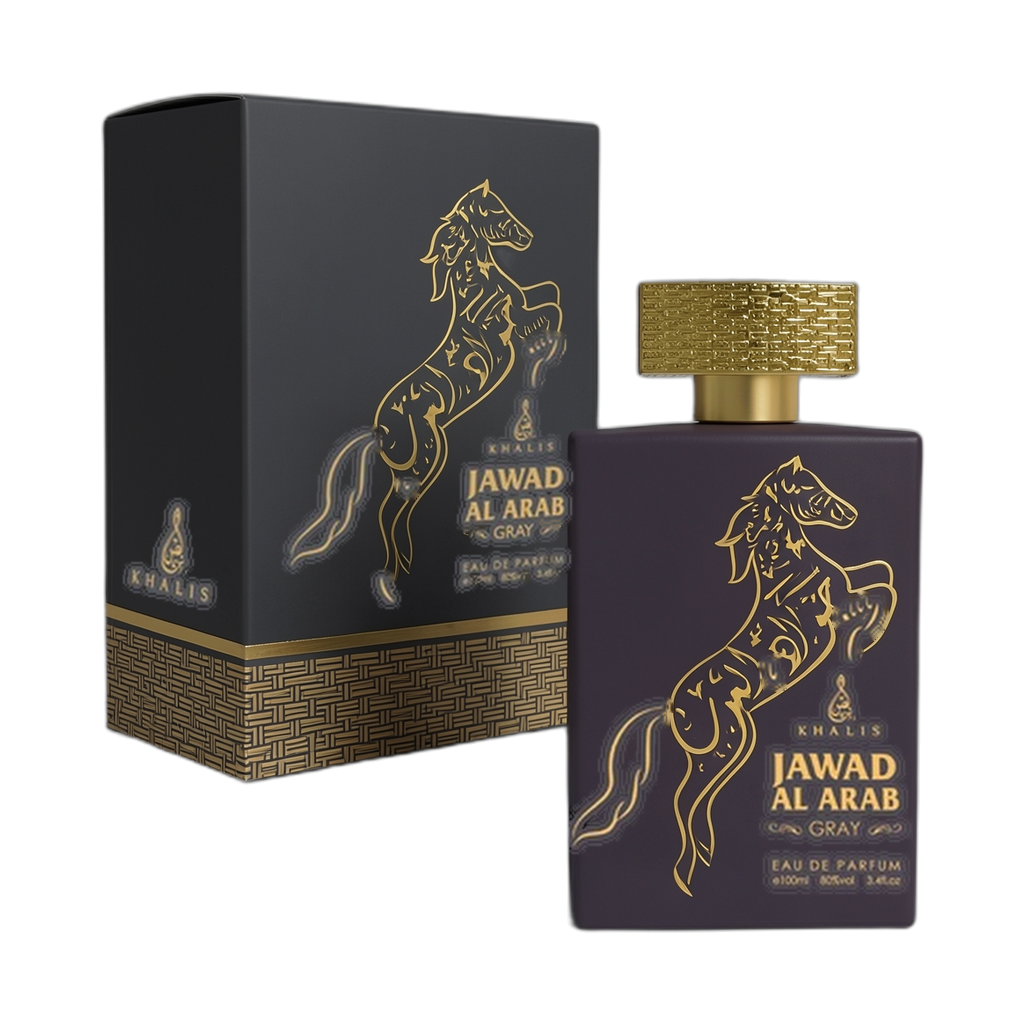 KHALIS
KHALIS
JAWAD
AL ARAB
GRAY
EAU DE PARFUM
KHALIS
JAWAD
AL ARAB
GRAY
EAU DE PARFUM
e100ml 80%vol 3.4fl.oz